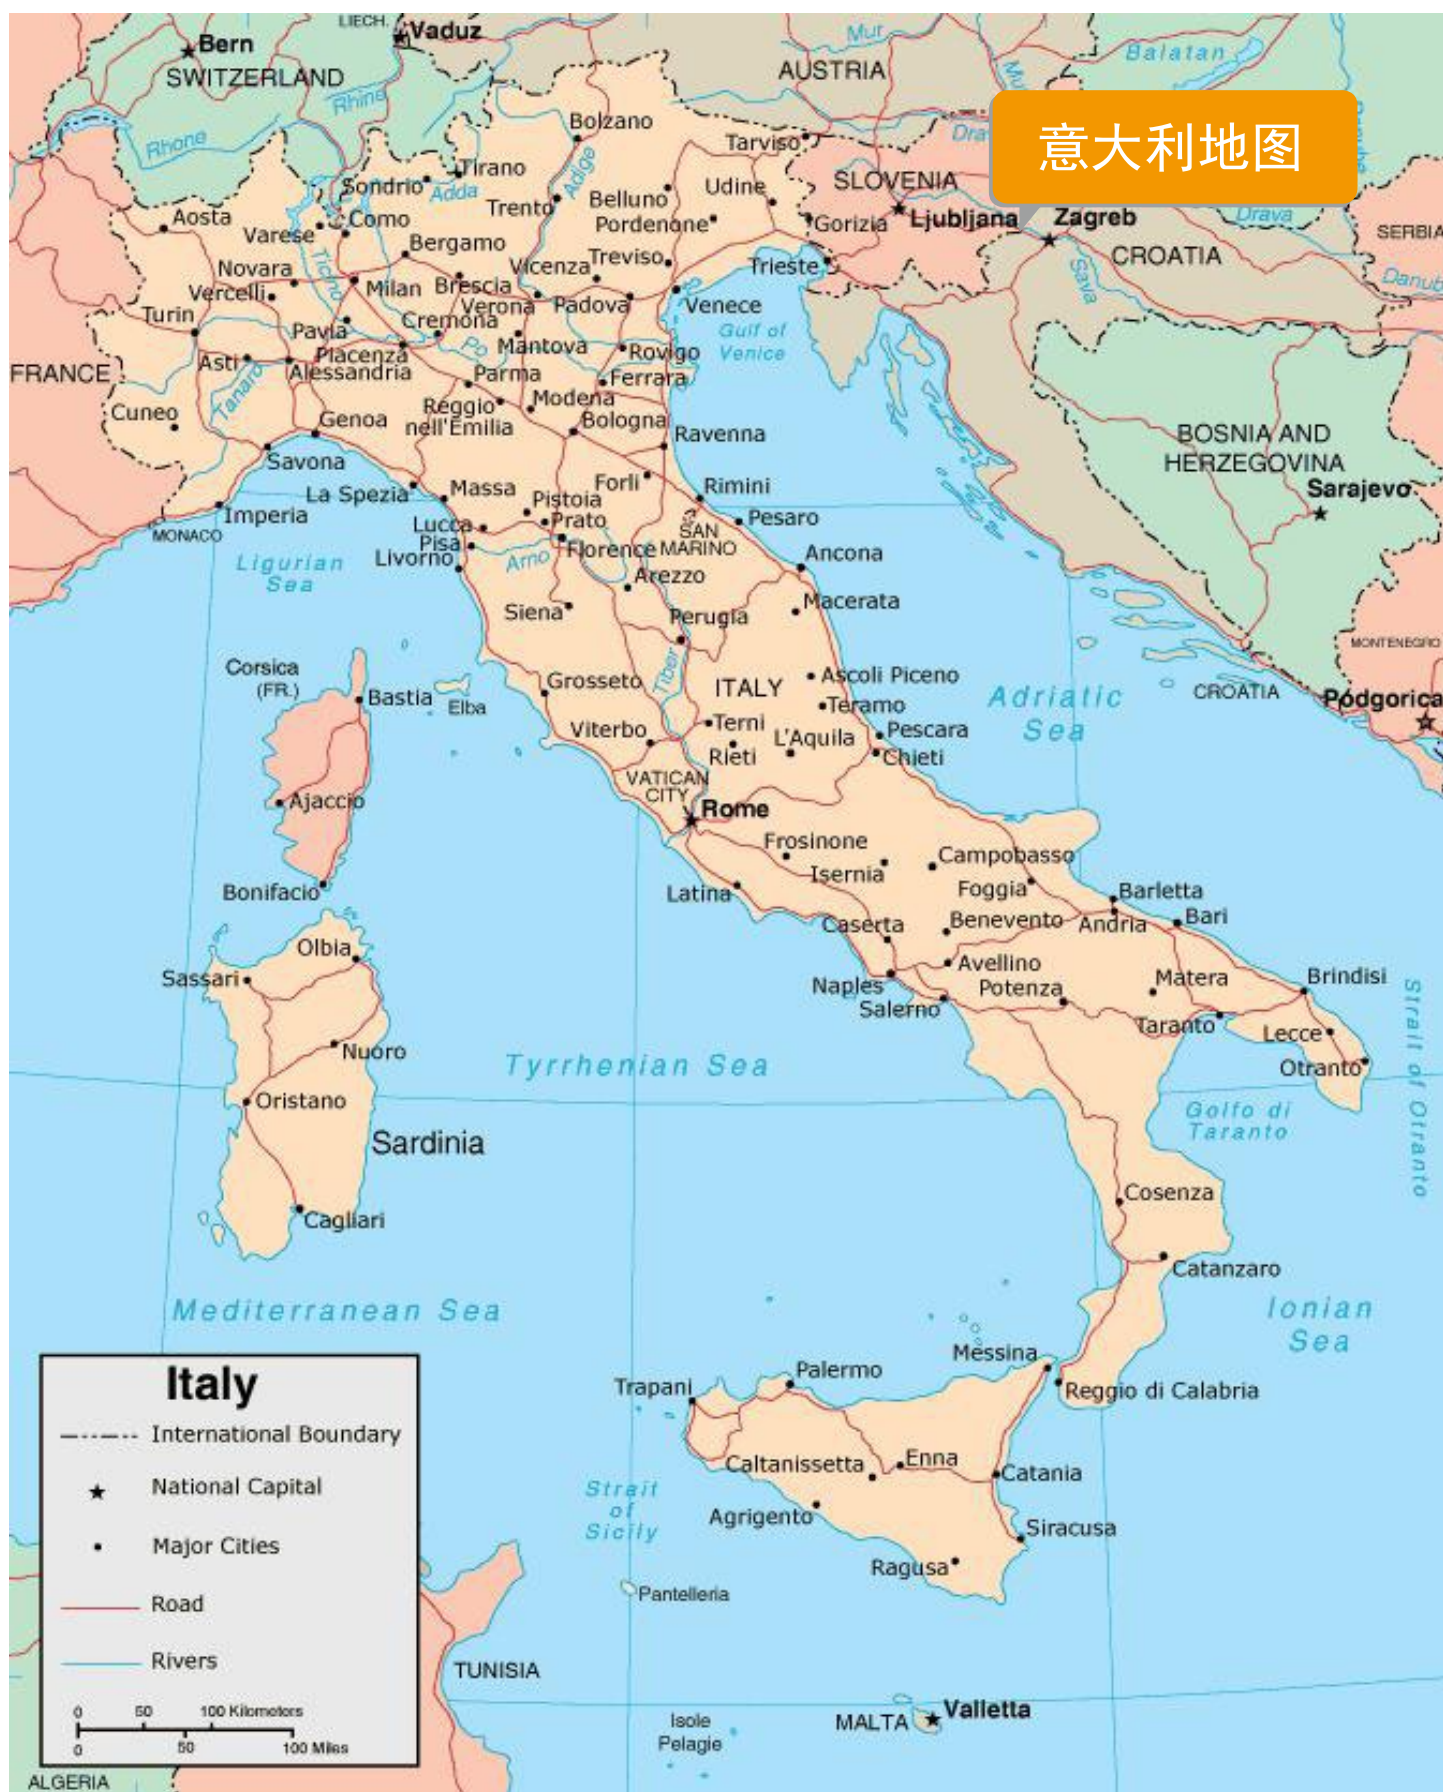 LIECH.
Vaduz
Bern
SWITZERLAND
Rhine
Rhone
Mur
AUSTRIA
Balatan
意大利地图
Bolzano
Tarviso
Tirano
Sondrio
Adda
Adige
Trento
Belluno
Udine
Pordenone
SLOVENIA
Ljubljana
Zagreb
Drava
SERBIA
Aosta
Varese
Como
Gorizia
Bergamo
CROATIA
Novara
Vercelli
Ticino
Milan
Brescia
Vicenza
Treviso
Trieste
Sava
Verona
Padova
Venece
Turin
Pavia
Cremona
Po
Mantova
Rovigo
Gulf of
Venice
FRANCE
Asti
Piacenza
Alessandria
Tanaro
Parma
Ferrara
Cuneo
Genoa
Reggio
nell'Emilia
Modena
Bologna
Ravenna
BOSNIA AND
HERZEGOVINA
Sarajevo
Savona
La Spezia
Massa
Forli
Rimini
Imperia
MONACO
Pistoia
Prato
Lucca
Pisa
Livorno
Arno
Florence
SAN
MARINO
Pesaro
Ancona
Ligurian
Sea
Arezzo
Siena
Macerata
Perugia
MONTENEGRO
Corsica
(FR.)
Bastia
Elba
Grosseto
Tiber
ITALY
Ascoli Piceno
Teramo
Adriatic
Sea
CROATIA
Podgorica
Viterbo
Terni
Rieti
L'Aquila
Pescara
Chieti
Ajaccio
VATICAN
CITY
Rome
Frosinone
Isernia
Campobasso
Bonifacio
Latina
Foggia
Barletta
Caserta
Benevento
Andria
Bari
Olbia
Sassari
Naples
Avellino
Salerno
Potenza
Matera
Brindisi
Taranto
Lecce
Otranto
Strait of Otranto
Nuoro
Tyrrhenian Sea
Oristano
Golfo di
Taranto
Sardinia
Cosenza
Cagliari
Catanzaro
Mediterranean Sea
Ionian
Sea
Messina
Palermo
Trapani
Reggio di Calabria
Caltanissetta
Enna
Catania
Strait
of
Sicily
Agrigento
Siracusa
Ragusa
Pantelleria
Italy
International Boundary
National Capital
Major Cities
Road
Rivers
0 50 100 Kilometers
0 50 100 Miles
TUNISIA
Isole
Pelagie
MALTA
Valletta
ALGERIA